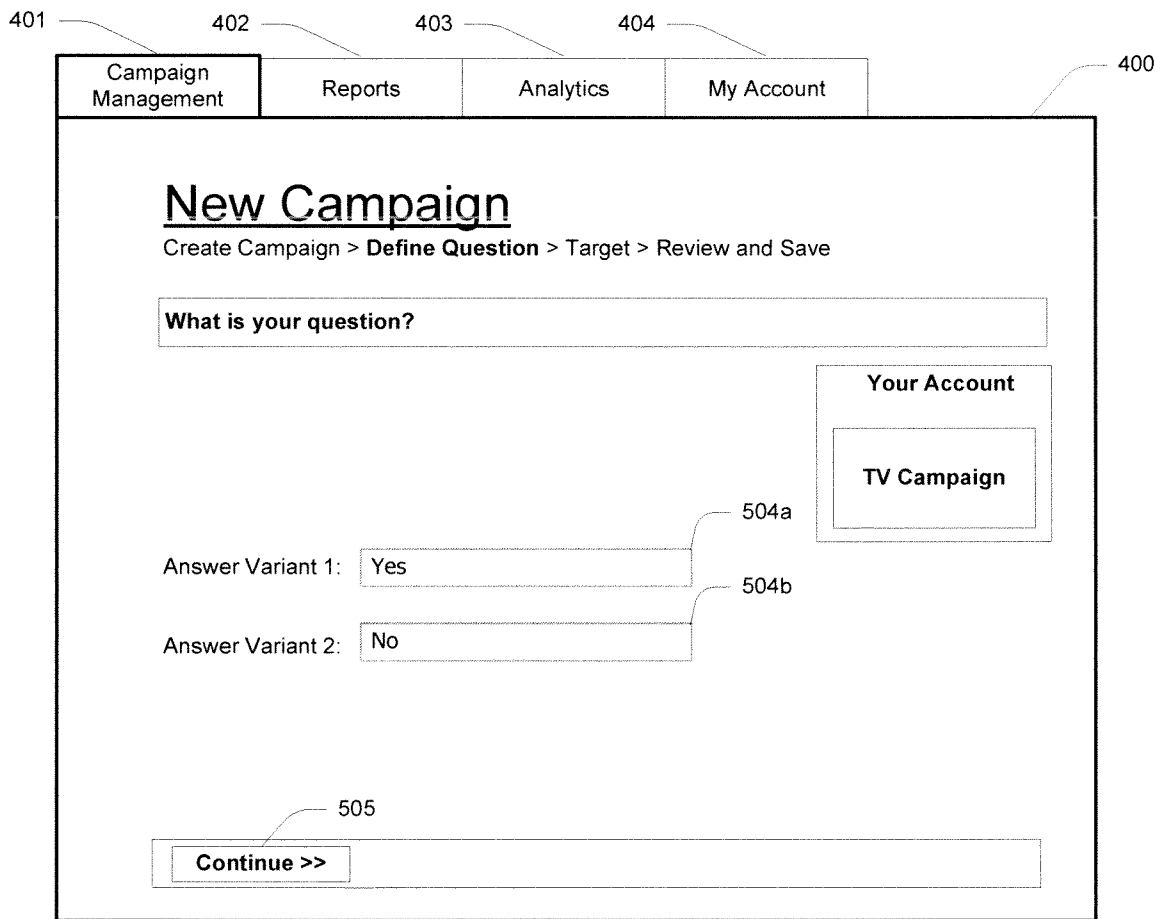 401
402
403
404
400
Campaign
Management
Reports
Analytics
My Account
New Campaign
Create Campaign > Define Question > Target > Review and Save
What is your question?
Your Account
TV Campaign
504a
Answer Variant 1: Yes
504b
Answer Variant 2: No
505
Continue >>